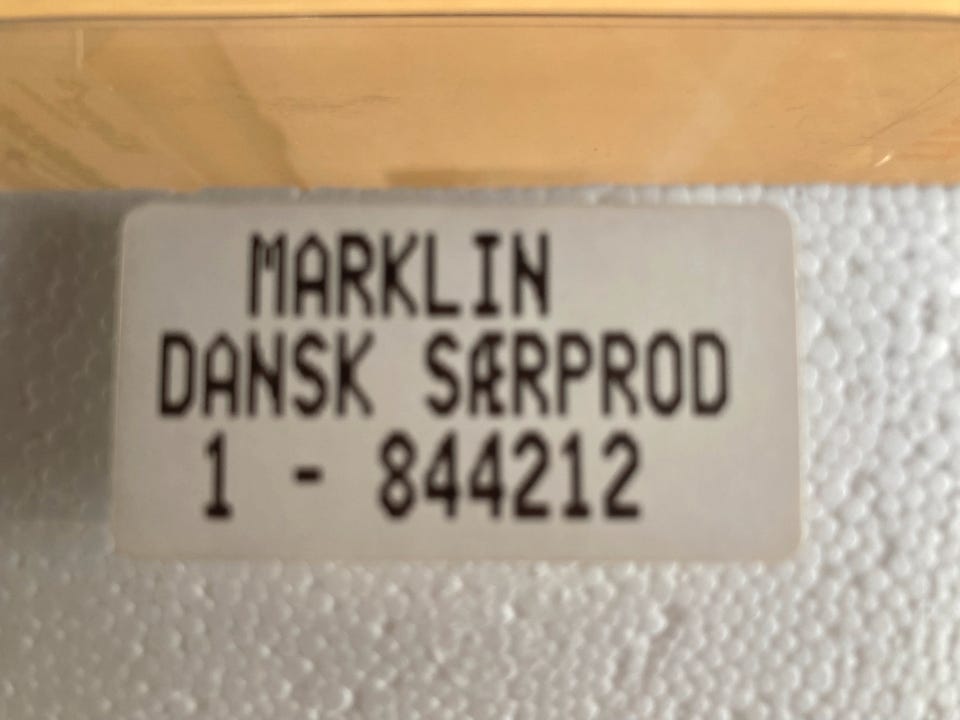 MARKLIN
DANSK SÆRPROD
1 - 844212